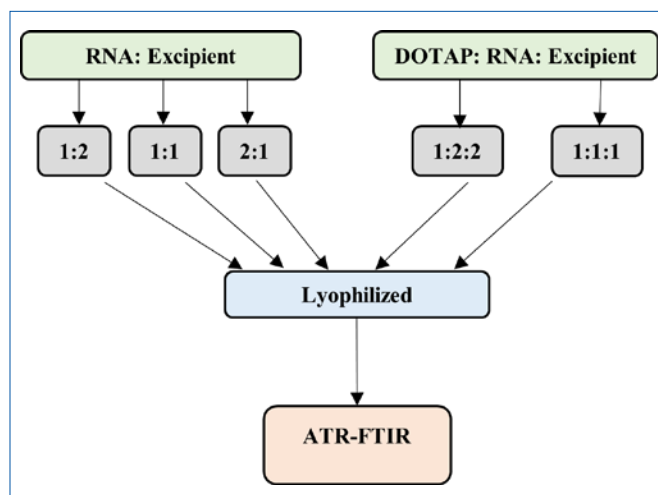 RNA: Excipient
DOTAP: RNA: Excipient
1:2
1:1
2:1
1:2:2
1:1:1
Lyophilized
ATR-FTIR